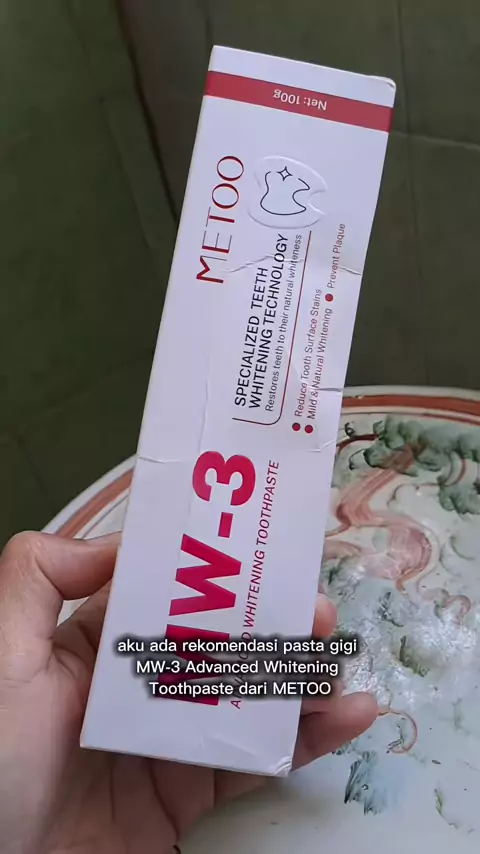 Net: 100g
METOO
SPECIALIZED TEETH
WHITENING TECHNOLOGY
Restores teeth to their natural whiteness
Reduce Tooth Surface Stains
Mild & Natural Whitening
Prevent Plaque
MW-3
WHITENING TOOTHPASTE
aku ada rekomendasi pasta gigi
MW-3 Advanced Whitening
Toothpaste dari METOO